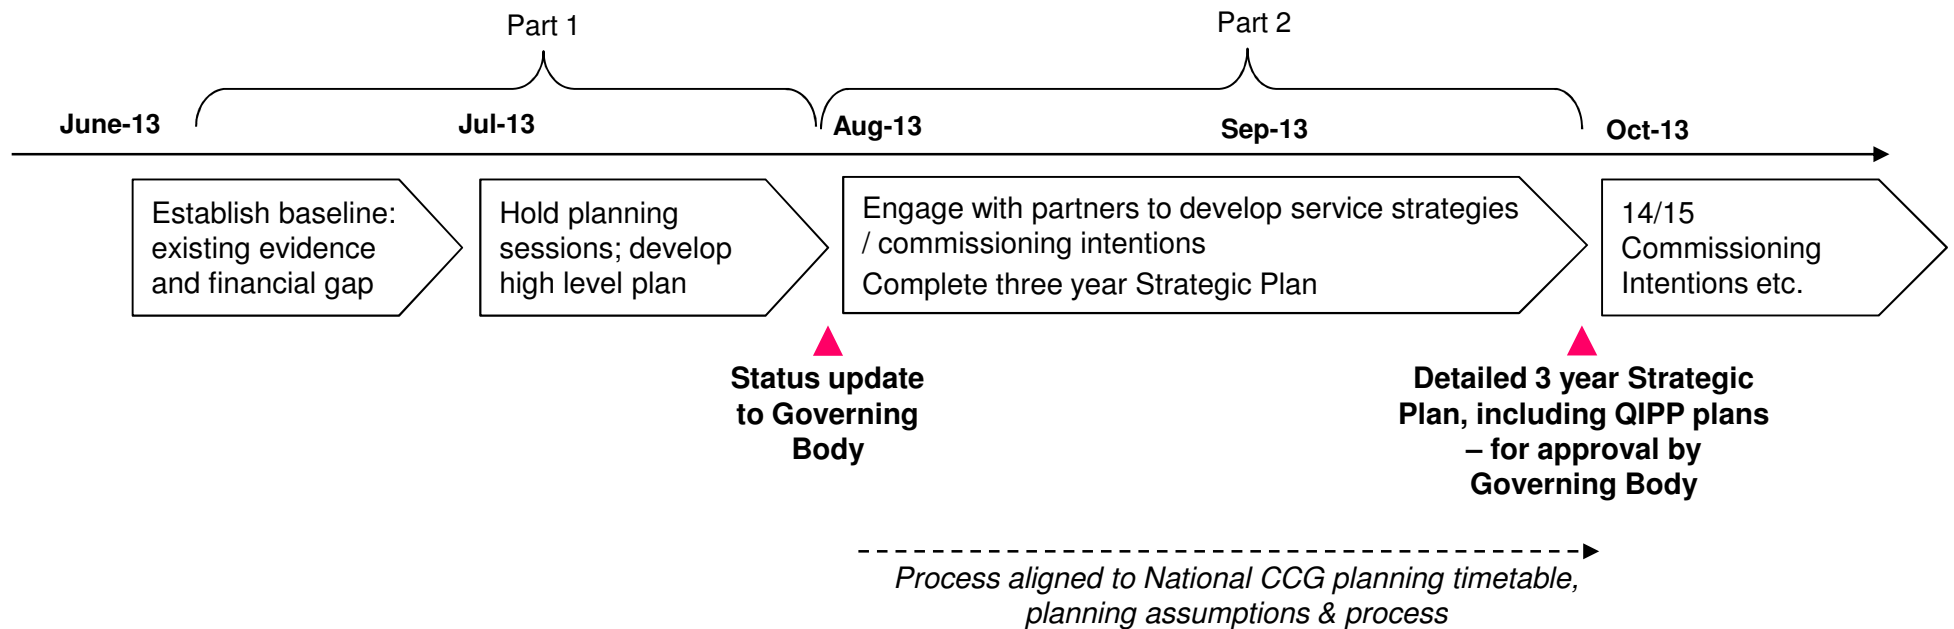 Part 1
Part 2
June-13
Jul-13
Aug-13
Sep-13
Oct-13
Establish baseline:
existing evidence
and financial gap
Hold planning
sessions; develop
high level plan
Engage with partners to develop service strategies
/ commissioning intentions
Complete three year Strategic Plan
14/15
Commissioning
Intentions etc.
Status update
to Governing
Body
Detailed 3 year Strategic
Plan, including QIPP plans
– for approval by
Governing Body
Process aligned to National CCG planning timetable,
planning assumptions & process